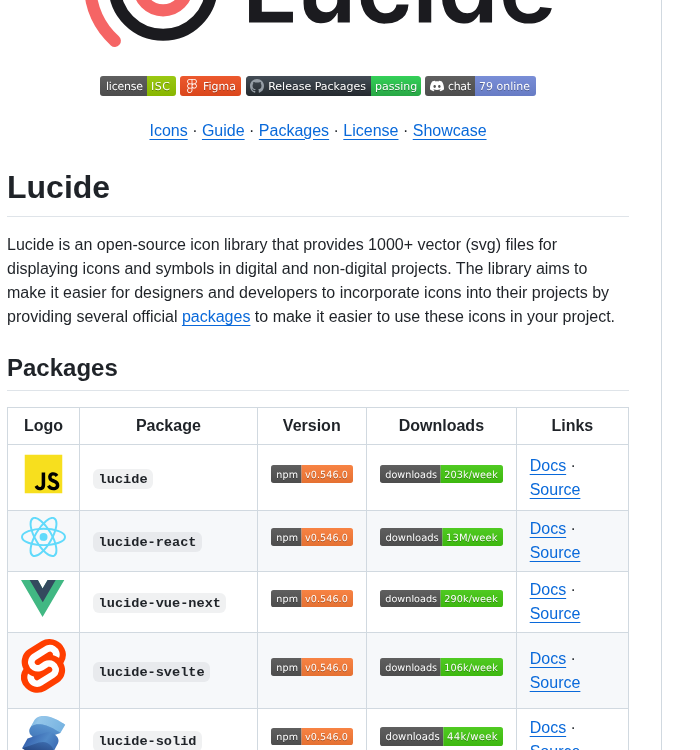 Lucide
license ISC Figma Release Packages passing chat 79 online
Icons · Guide · Packages · License · Showcase
Lucide
Lucide is an open-source icon library that provides 1000+ vector (svg) files for
displaying icons and symbols in digital and non-digital projects. The library aims to
make it easier for designers and developers to incorporate icons into their projects by
providing several official packages to make it easier to use these icons in your project.
Packages
Logo Package Version Downloads Links
JS lucide npm v0.546.0 downloads 203k/week Docs ·
Source
lucide-react npm v0.546.0 downloads 13M/week Docs ·
Source
lucide-vue-next npm v0.546.0 downloads 290k/week Docs ·
Source
lucide-svelte npm v0.546.0 downloads 106k/week Docs ·
Source
lucide-solid npm v0.546.0 downloads 44k/week Docs ·
Source